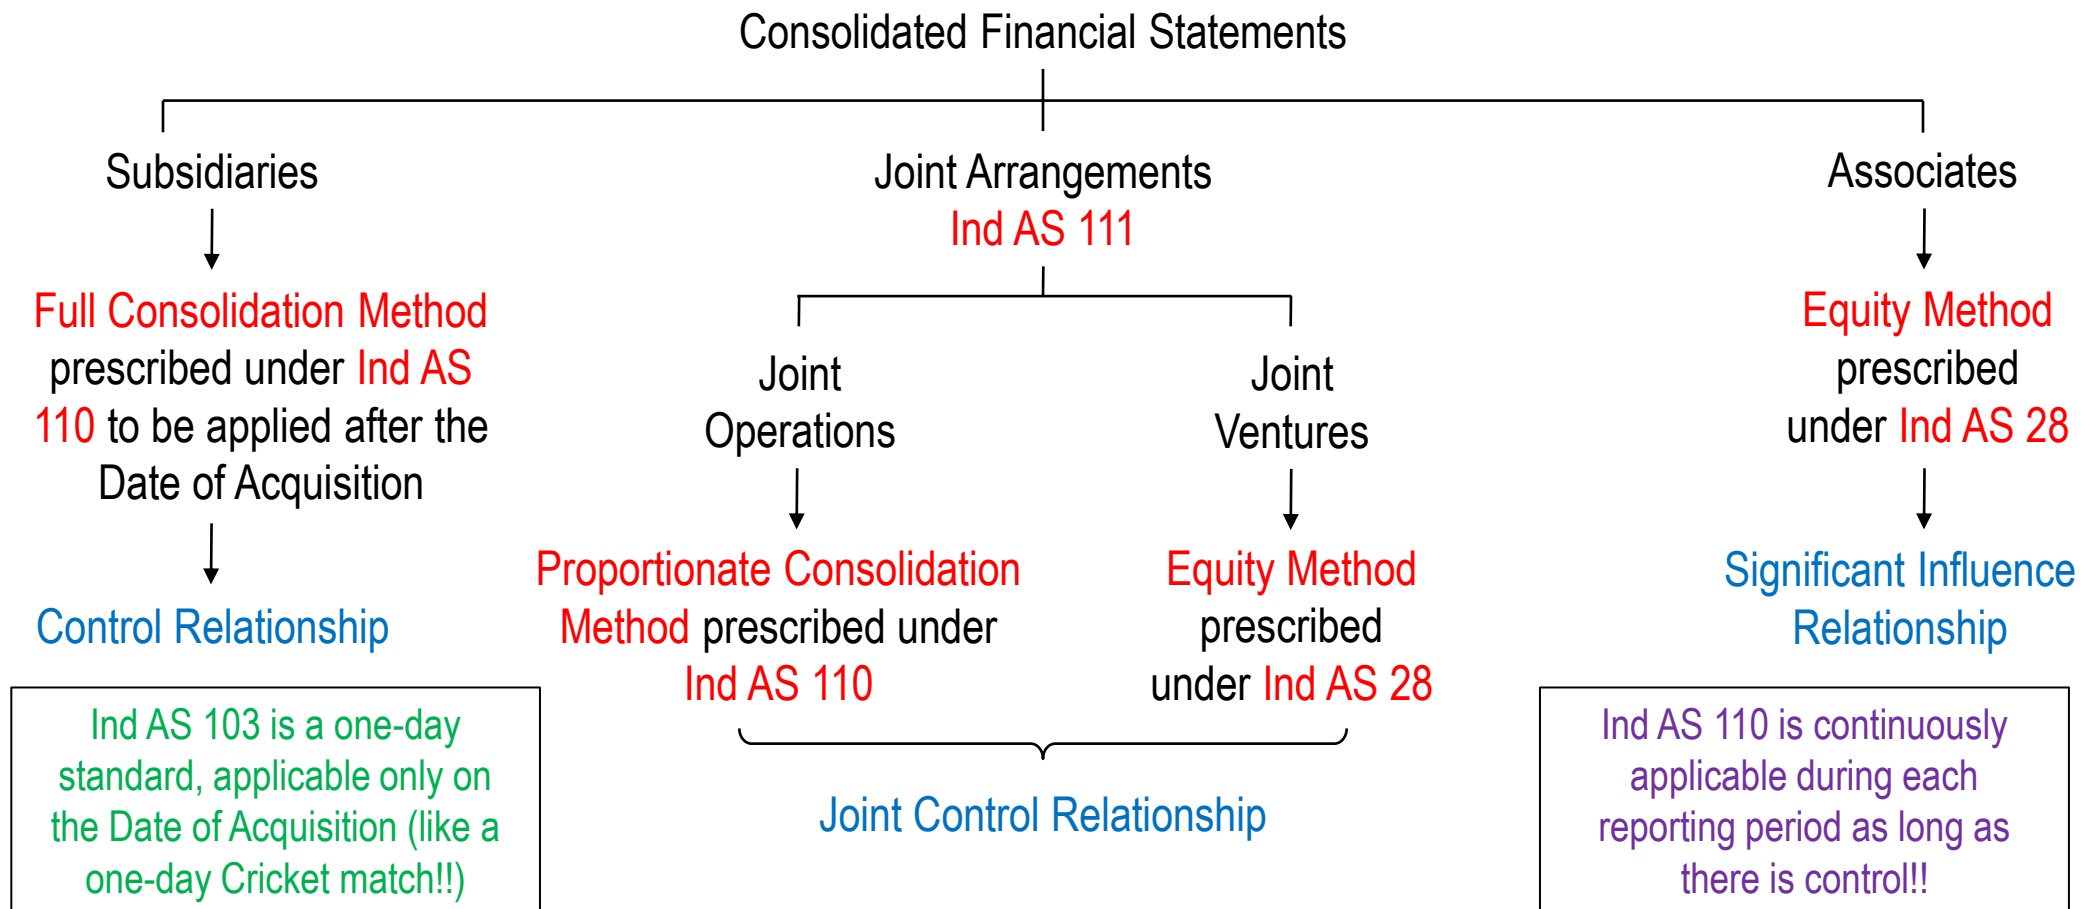 Consolidated Financial Statements
Subsidiaries
Full Consolidation Method
prescribed under Ind AS
110 to be applied after the
Date of Acquisition
Control Relationship
Ind AS 103 is a one-day
standard, applicable only on
the Date of Acquisition (like a
one-day Cricket match!!)
Joint Arrangements
Ind AS 111
Joint
Operations
Proportionate Consolidation
Method prescribed under
Ind AS 110
Joint
Ventures
Equity Method
prescribed
under Ind AS 28
Joint Control Relationship
Associates
Equity Method
prescribed
under Ind AS 28
Significant Influence
Relationship
Ind AS 110 is continuously
applicable during each
reporting period as long as
there is control!!